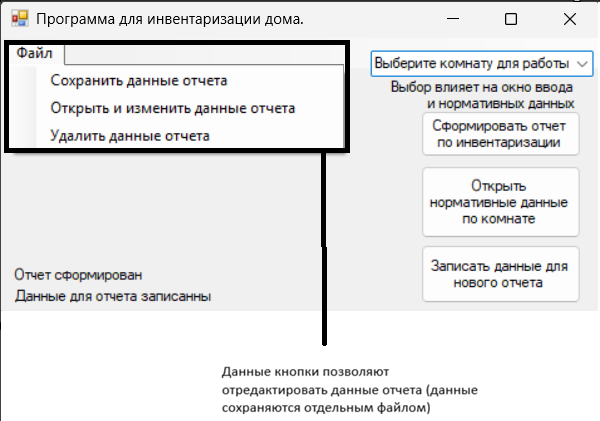 Программа для инвентаризации дома.
Файл
Сохранить данные отчета
Открыть и изменить данные отчета
Удалить данные отчета
Выберите комнату для работы
Выбор влияет на окно ввода
и нормативных данных
Сформировать отчет
по инвентаризации
Открыть
нормативные данные
по комнате
Записать данные для
нового отчета
Отчет сформирован
Данные для отчета записанны
Данные кнопки позволяют
отредактировать данные отчета (данные
сохраняются отдельным файлом)